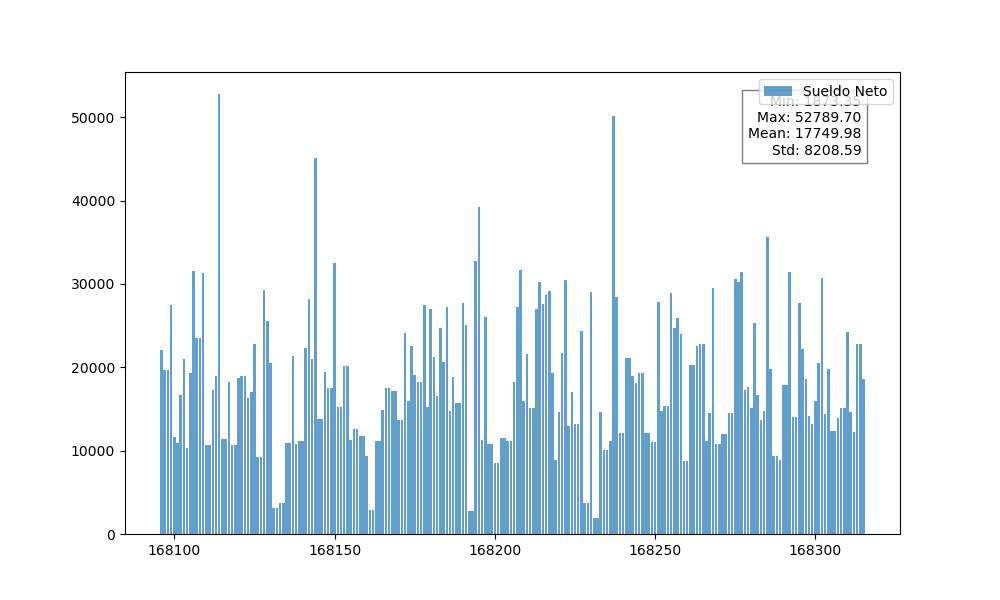 Sueldo Neto
Min: 1873.35
Max: 52789.70
Mean: 17749.98
Std: 8208.59
50000
40000
30000
20000
10000
0
168100 168150 168200 168250 168300